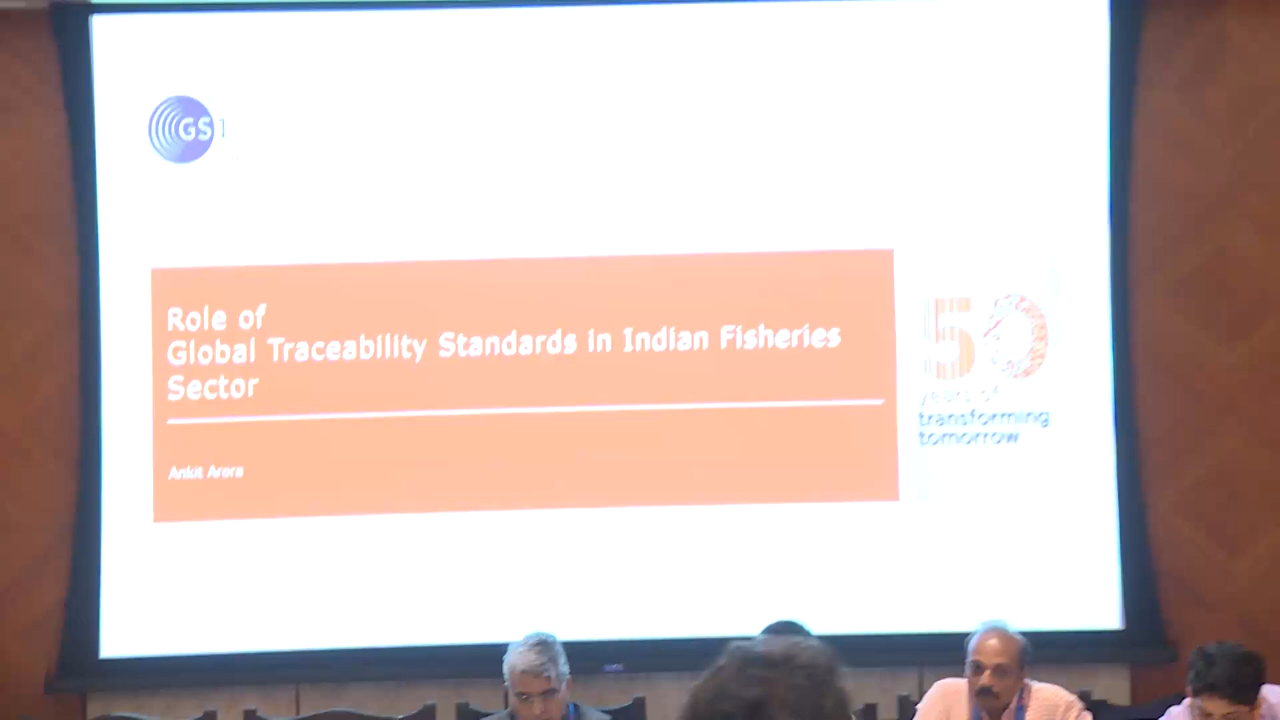 GS1
Role of
Global Traceability Standards in Indian Fisheries
Sector
Ankit Arora
50
years of
transforming
tomorrow